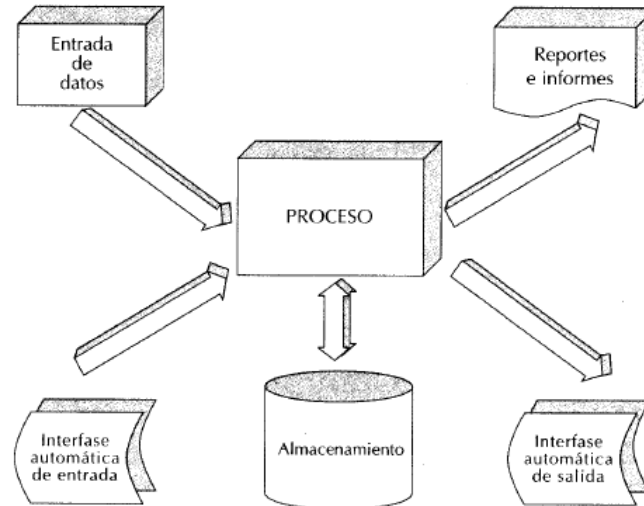 Entrada
de
datos
Reportes
e informes
PROCESO
Interfase
automática
de entrada
Almacenamiento
Interfase
automática
de salida